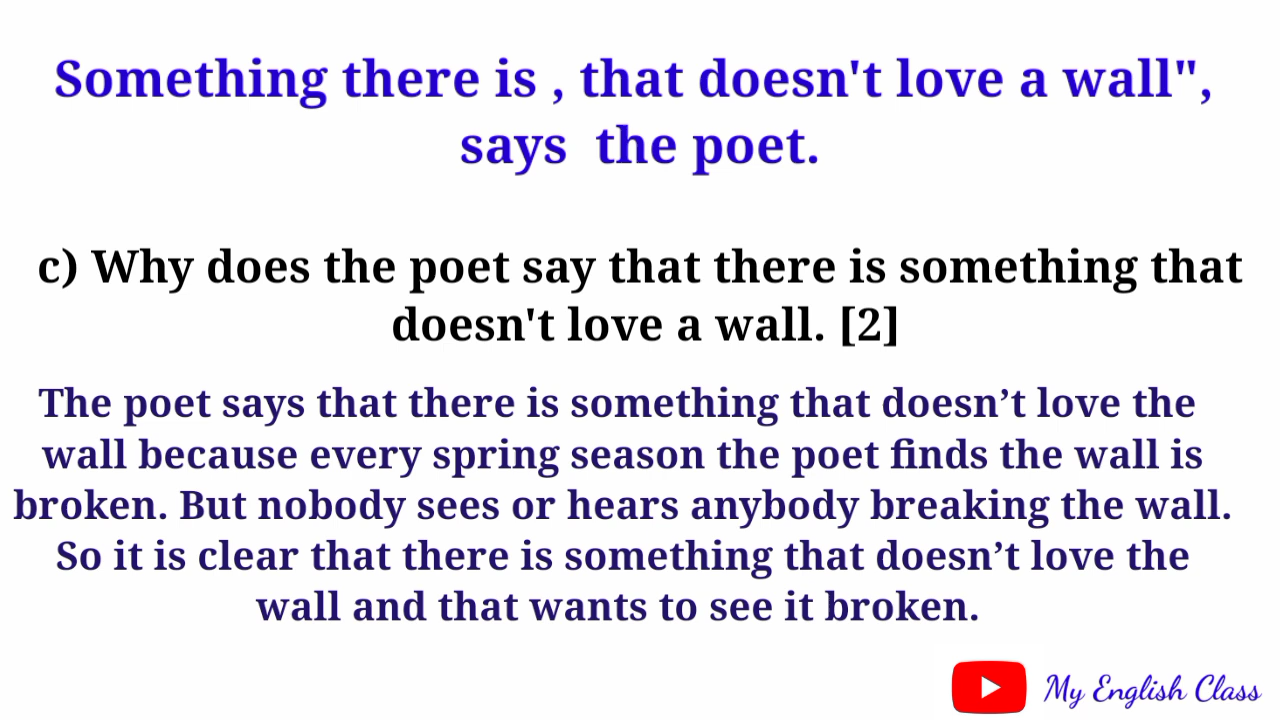 Something there is , that doesn't love a wall",
says the poet.
c) Why does the poet say that there is something that
doesn't love a wall. [2]
The poet says that there is something that doesn’t love the
wall because every spring season the poet finds the wall is
broken. But nobody sees or hears anybody breaking the wall.
So it is clear that there is something that doesn’t love the
wall and that wants to see it broken.
My English Class